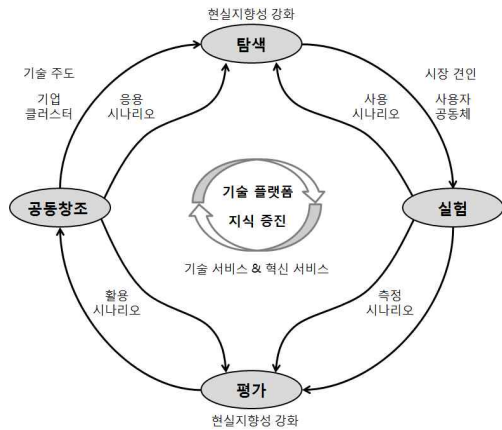 현실지향성 강화
탐색
기술 주도
기업
클러스터
응용
시나리오
사용
시나리오
시장 견인
사용자
공동체
기술 플랫폼
지식 증진
공동창조
실험
기술 서비스 & 혁신 서비스
활용
시나리오
측정
시나리오
평가
현실지향성 강화